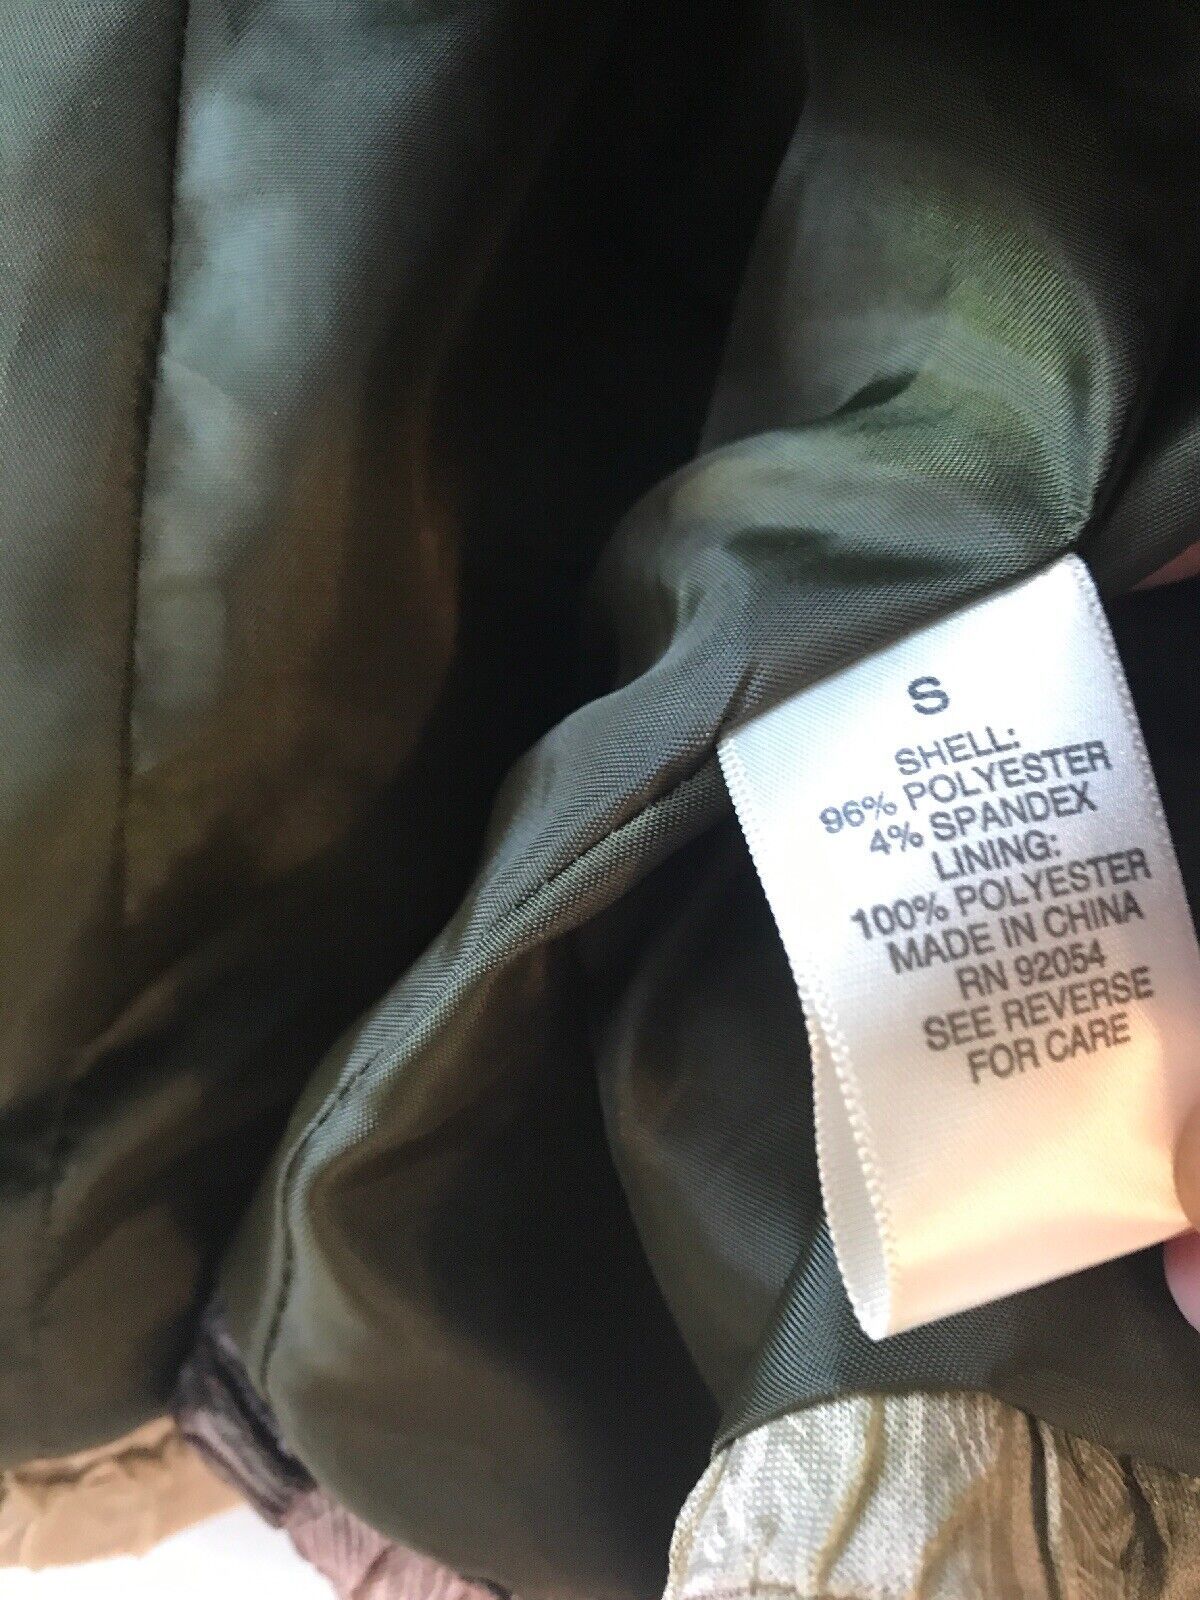 S
SHELL:
96% POLYESTER
4% SPANDEX
LINING:
100% POLYESTER
MADE IN CHINA
RN 92054
SEE REVERSE
FOR CARE